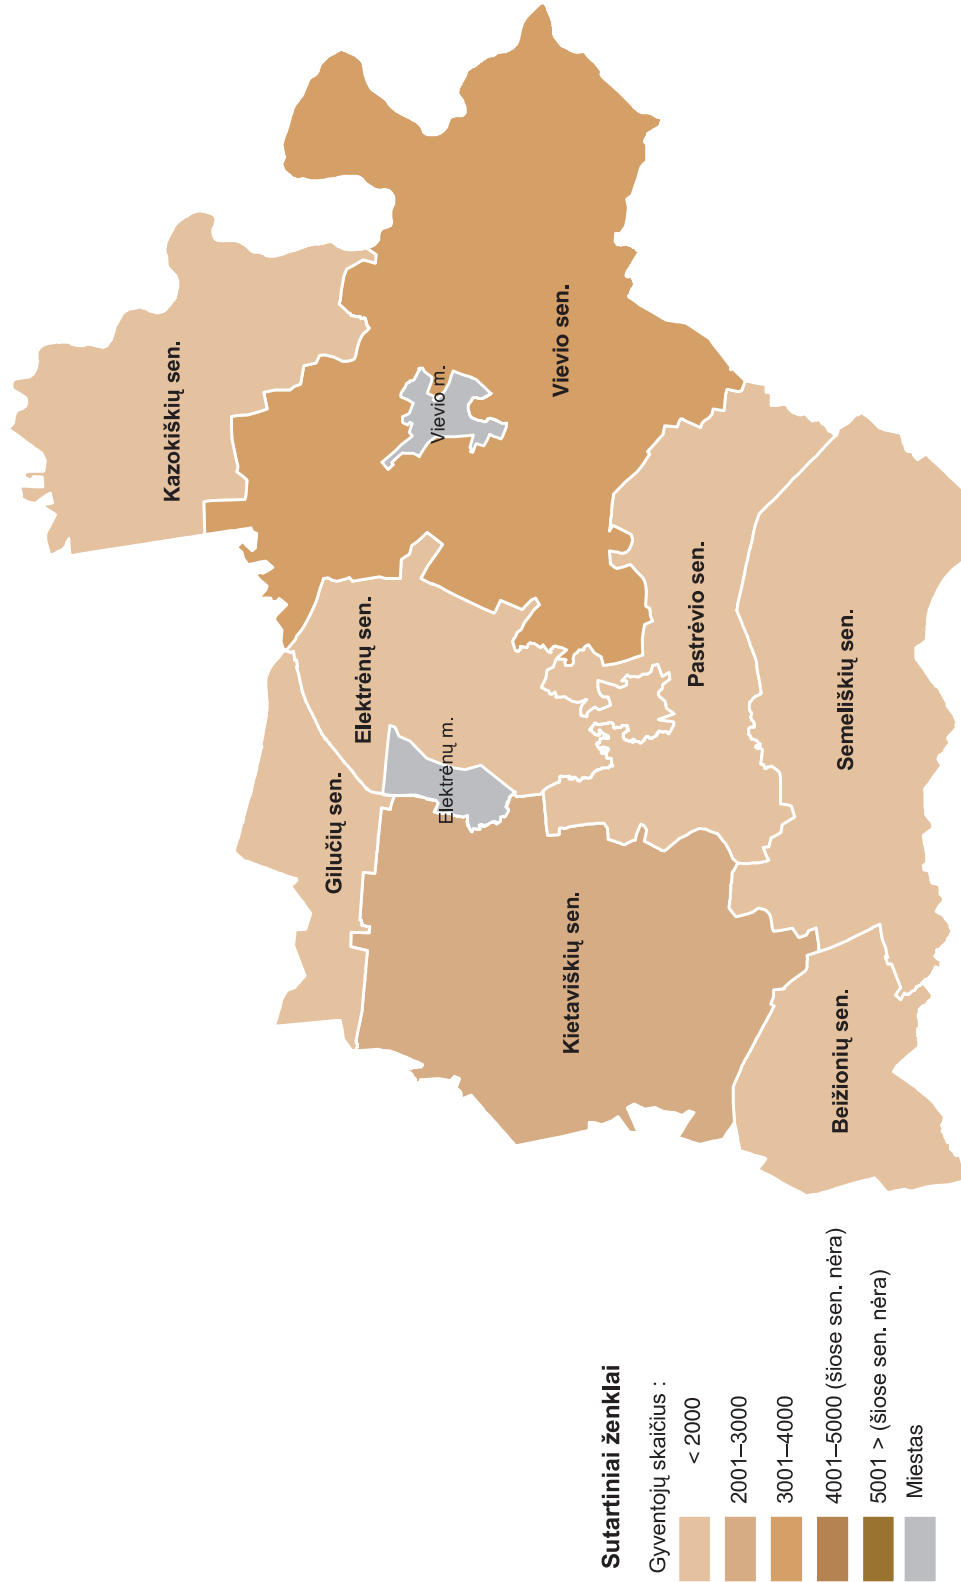 Kazokiškių sen.
Vievio sen.
Vievio m.
Elektrėnų sen.
Elektrėnų m.
Gilučių sen.
Pastrėvio sen.
Semeliškių sen.
Kietaviškių sen.
Beižionių sen.
Sutartiniai ženklai
Gyventojų skaičius :
< 2000
2001–3000
3001–4000
4001–5000 (šiose sen. nėra)
5001 > (šiose sen. nėra)
Miestas